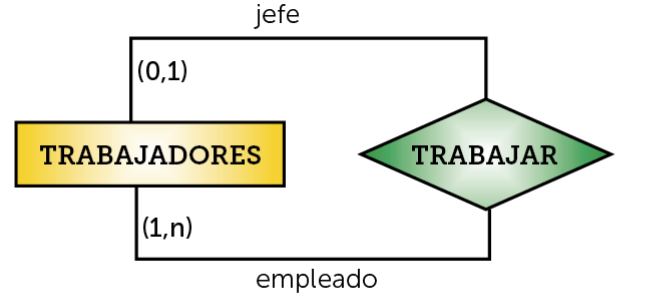 jefe
(0,1)
TRABAJADORES
TRABAJAR
(1,n)
empleado